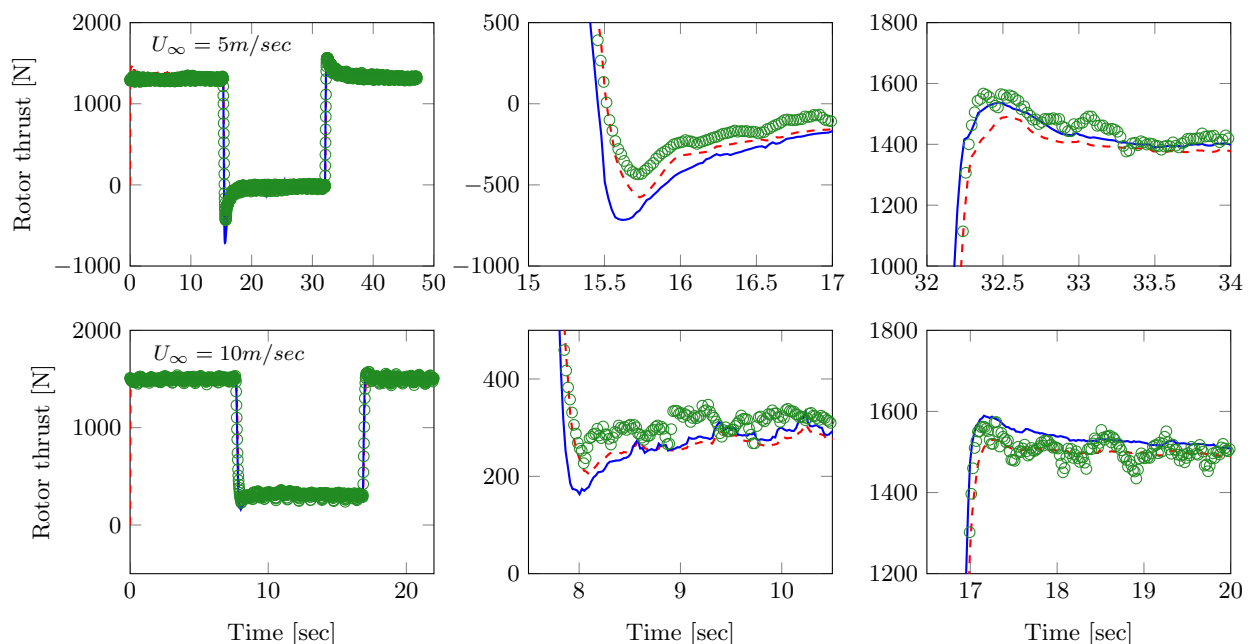 2000
1000
0
−1000
Rotor thrust [N]
U∞ = 5m/sec
0 10 20 30 40 50
500
0
−500
−1000
15 15.5 16 16.5 17
1600
1400
1200
1000
32 32.5 33 33.5 34
2000
1000
0
Rotor thrust [N]
U∞ = 10m/sec
0 10 20
Time [sec]
400
200
0
8 9 10
Time [sec]
1800
1600
1400
1200
17 18 19 20
Time [sec]